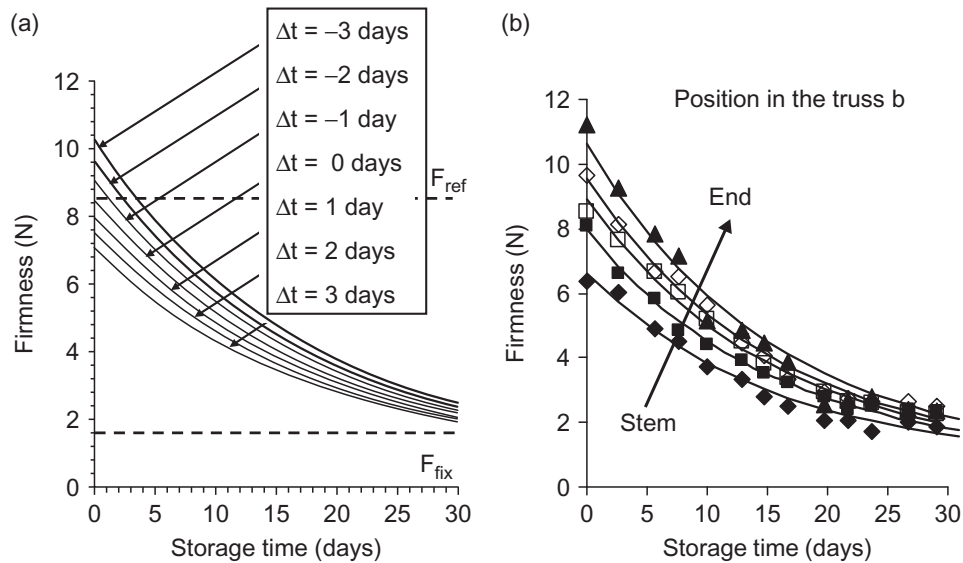 (a)
Δt = −3 days
Δt = −2 days
Δt = −1 day
Δt = 0 days
Δt = 1 day
Δt = 2 days
Δt = 3 days
F_ref
F_fix
12
10
8
6
4
2
0
Firmness (N)
0 5 10 15 20 25 30
Storage time (days)
(b)
Position in the truss b
End
Stem
12
10
8
6
4
2
0
Firmness (N)
0 5 10 15 20 25 30
Storage time (days)